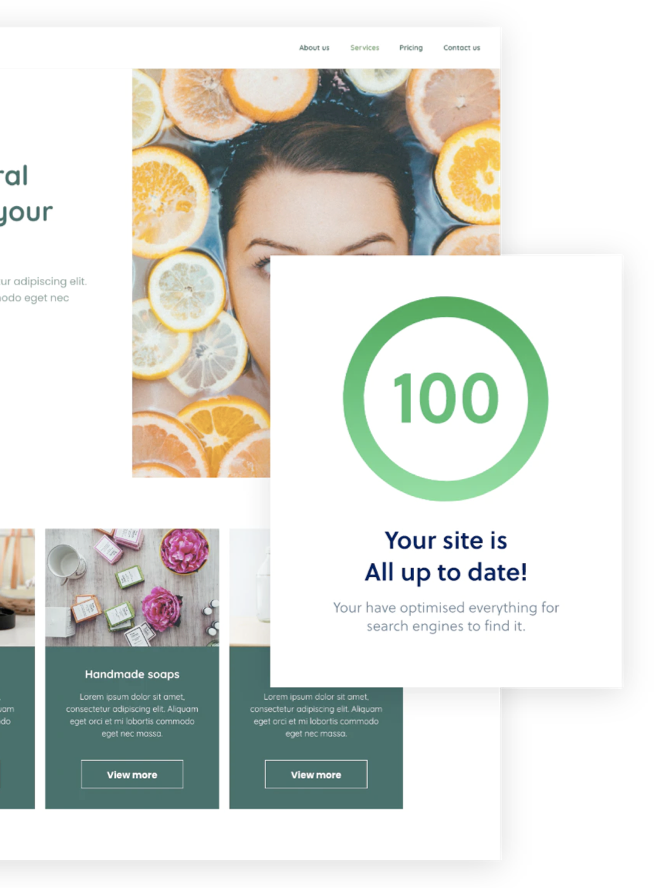 About us Services Pricing Contact us
ral
your
ur adipiscing elit.
modo eget nec
100
Your site is
All up to date!
Your have optimised everything for
search engines to find it.
Handmade soaps
Lorem ipsum dolor sit amet,
consectetur adipiscing elit. Aliquam
eget orci et mi lobortis commodo
eget nec massa.
View more
Lorem ipsum dolor sit amet,
consectetur adipiscing elit. Aliquam
eget orci et mi lobortis commodo
eget nec massa.
View more